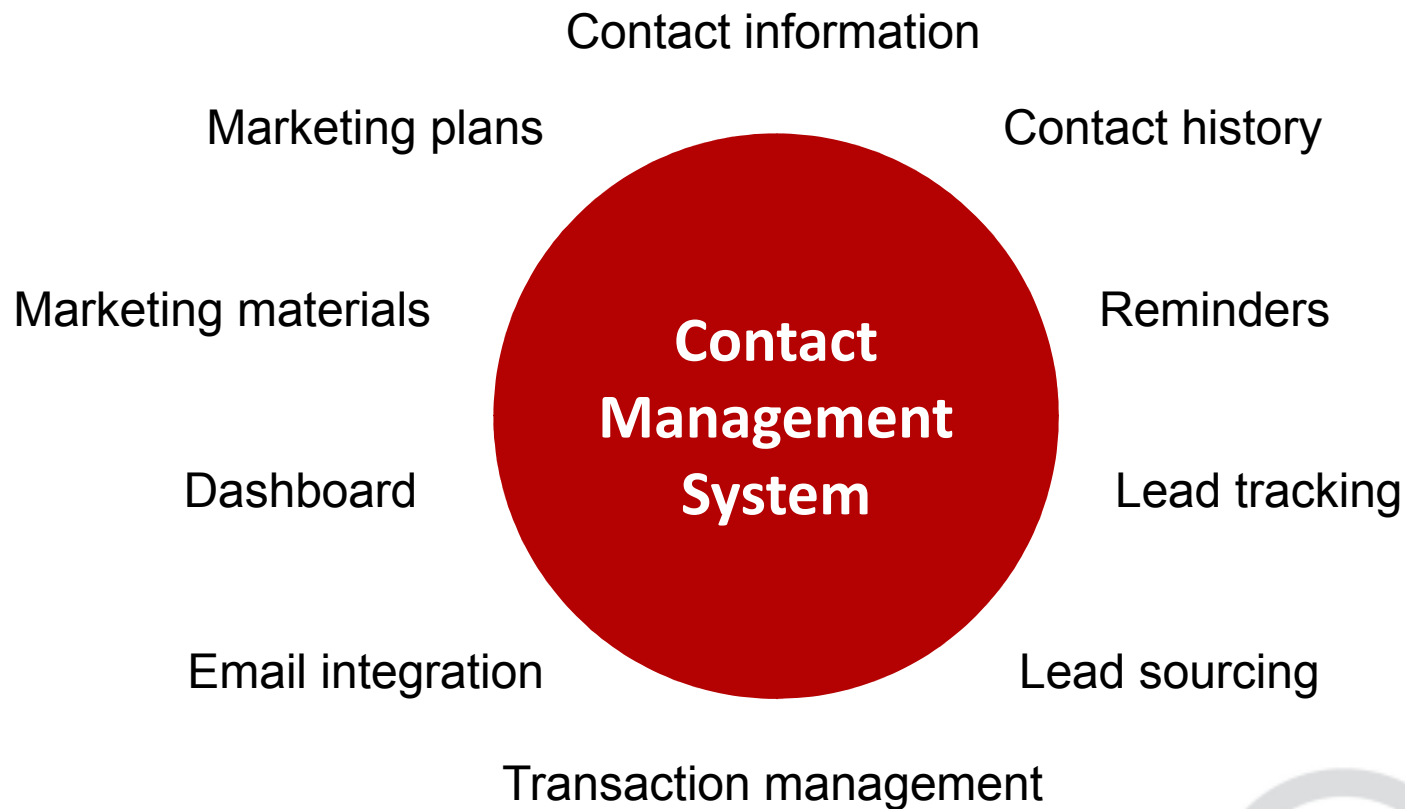 Contact information
Marketing plans
Contact history
Marketing materials
Reminders
Contact
Management
System
Dashboard
Lead tracking
Email integration
Lead sourcing
Transaction management